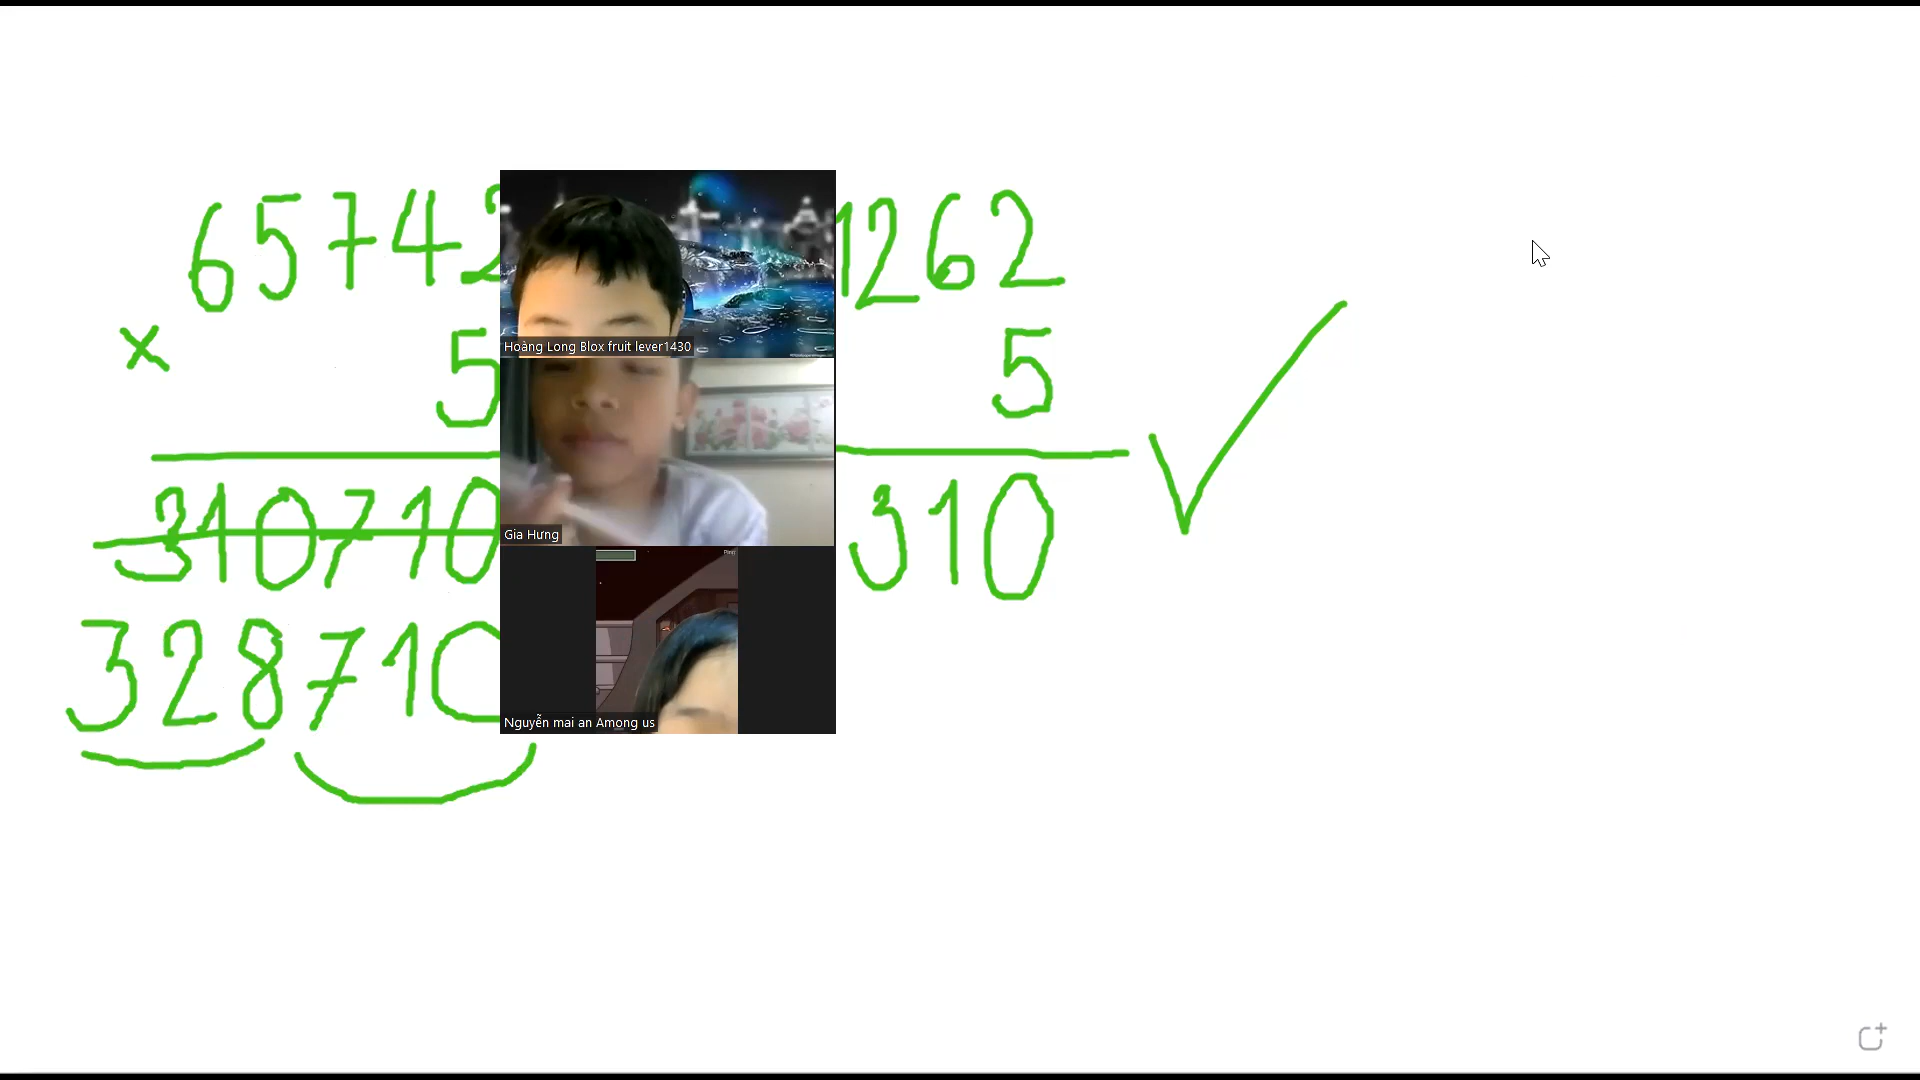 65742
x 5
310710
328710
1262
5
310
Hoàng Long Blox fruit lever1430
Gia Hưng
Nguyễn mai an Among us